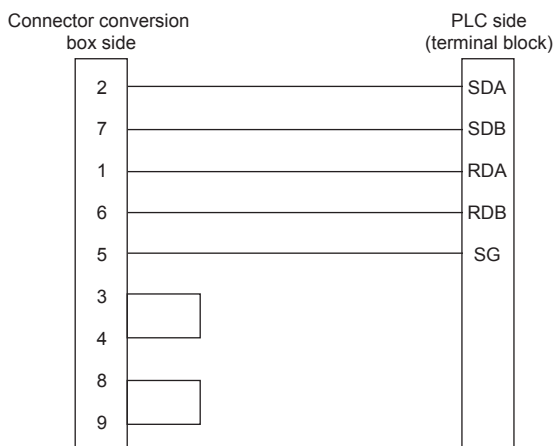 Connector conversion
box side
PLC side
(terminal block)
2 SDA
7 SDB
1 RDA
6 RDB
5 SG
3
4
8
9